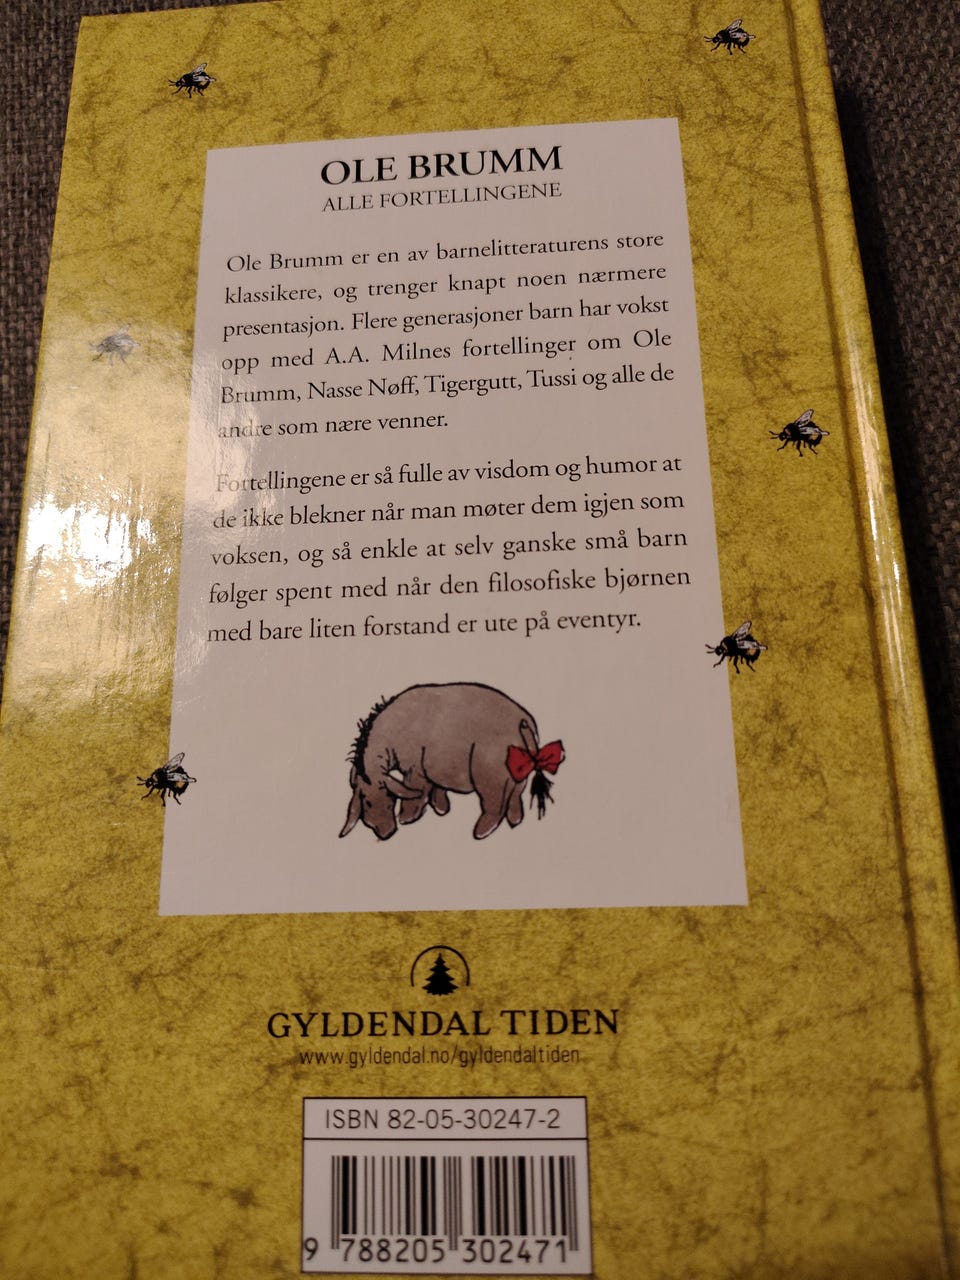 OLE BRUMM
ALLE FORTELLINGENE
Ole Brumm er en av barnelitteraturens store
klassikere, og trenger knapt noen nærmere
presentasjon. Flere generasjoner barn har vokst
opp med A.A. Milnes fortellinger om Ole
Brumm, Nasse Nøff, Tigergutt, Tussi og alle de
andre som nære venner.
Fortellingene er så fulle av visdom og humor at
de ikke blekner når man møter dem igjen som
voksen, og så enkle at selv ganske små barn
følger spent med når den filosofiske bjørnen
med bare liten forstand er ute på eventyr.
GYLDENDAL TIDEN
www.gyldendal.no/gyldendaltiden
ISBN 82-05-30247-2
9 788205 302471